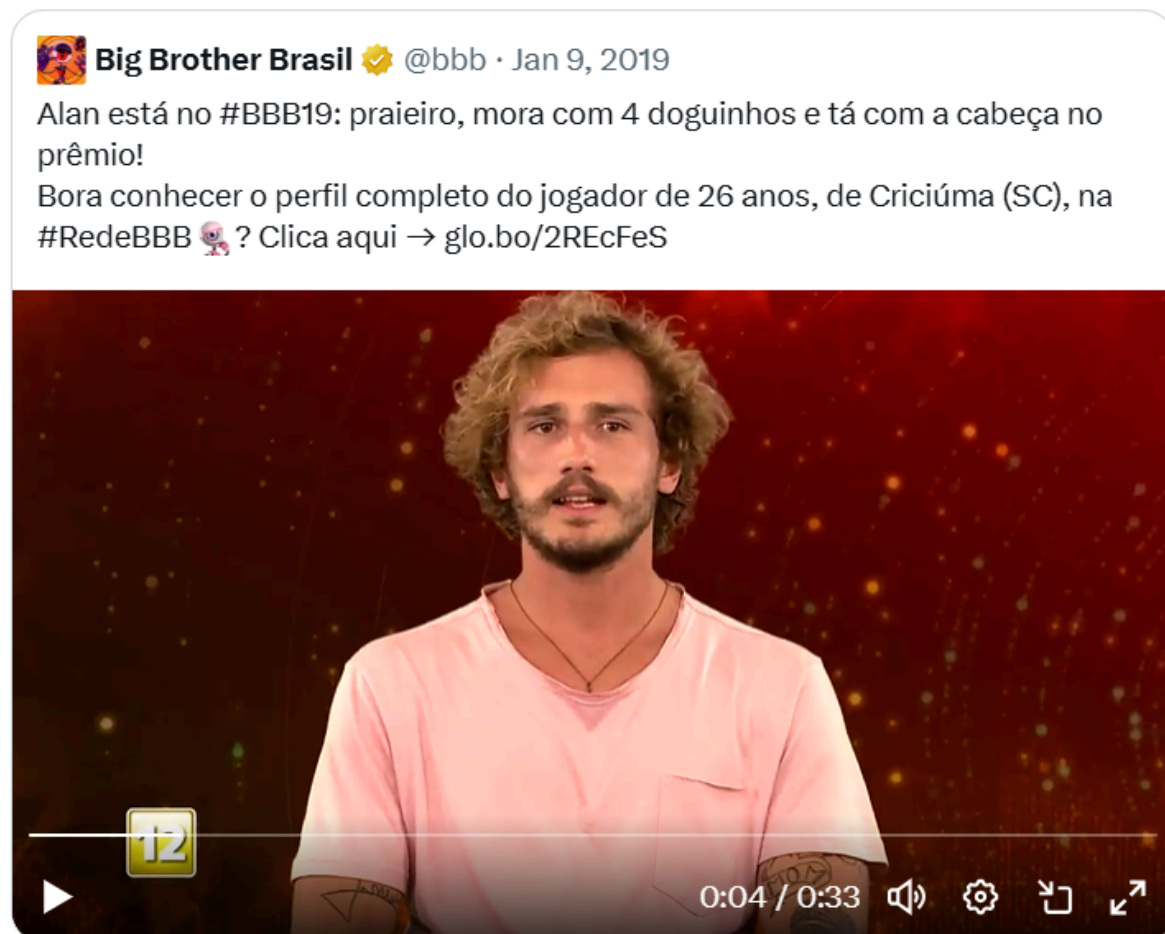 Big Brother Brasil @bbb · Jan 9, 2019
Alan está no #BBB19: praieiro, mora com 4 doguinhos e tá com a cabeça no
prêmio!
Bora conhecer o perfil completo do jogador de 26 anos, de Criciúma (SC), na
#RedeBBB ? Clica aqui → glo.bo/2REcFeS
12
0:04 / 0:33